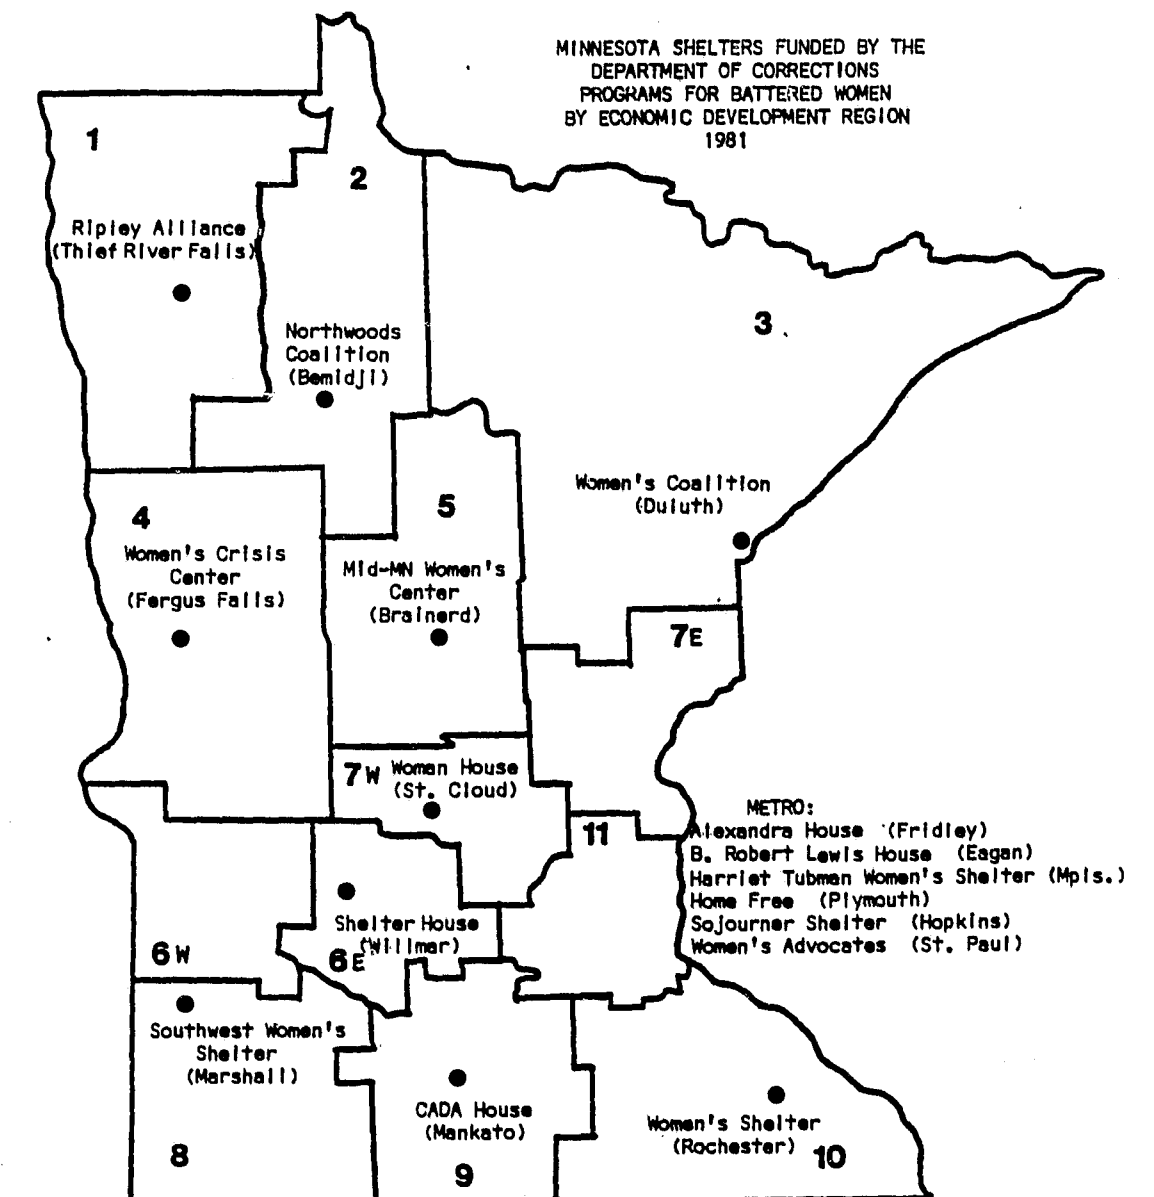 MINNESOTA SHELTERS FUNDED BY THE
DEPARTMENT OF CORRECTIONS
PROGRAMS FOR BATTERED WOMEN
BY ECONOMIC DEVELOPMENT REGION
1981
1
2
Ripley Alliance
(Thief River Falls)
3
Northwoods
Coalition
(Bemidji)
Women's Coalition
(Duluth)
4
5
Women's Crisis
Center
(Fergus Falls)
Mid-MN Women's
Center
(Brainerd)
7E
7W Woman House
(St. Cloud)
11
METRO:
Alexandra House (Fridley)
B. Robert Lewis House (Eagan)
Harriet Tubman Women's Shelter (Mpls.)
Home Free (Plymouth)
Sojourner Shelter (Hopkins)
Women's Advocates (St. Paul)
Shelter House
(Willmar)
6W
6E
Southwest Women's
Shelter
(Marshall)
CADA House
(Mankato)
Women's Shelter
(Rochester)
8
9
10